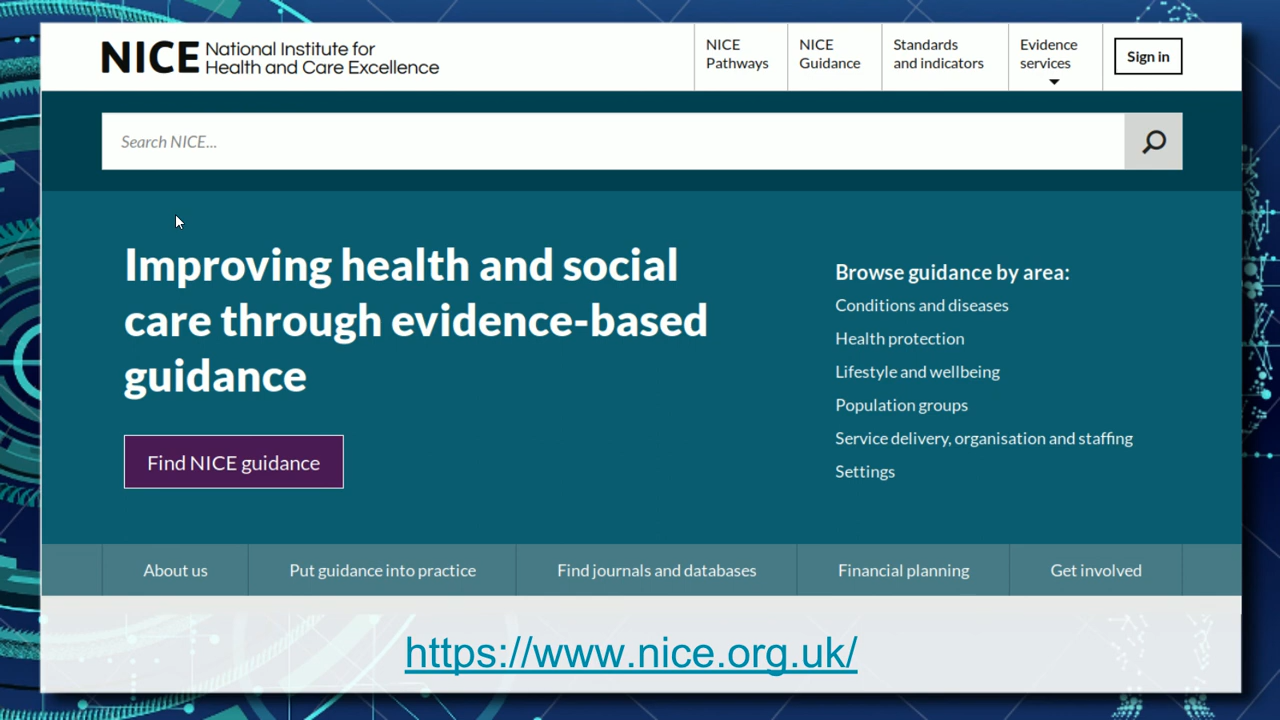 NICE National Institute for
Health and Care Excellence
NICE
Pathways
NICE
Guidance
Standards
and indicators
Evidence
services
Sign in
Search NICE...
Improving health and social
care through evidence-based
guidance
Find NICE guidance
Browse guidance by area:
Conditions and diseases
Health protection
Lifestyle and wellbeing
Population groups
Service delivery, organisation and staffing
Settings
About us
Put guidance into practice
Find journals and databases
Financial planning
Get involved
https://www.nice.org.uk/